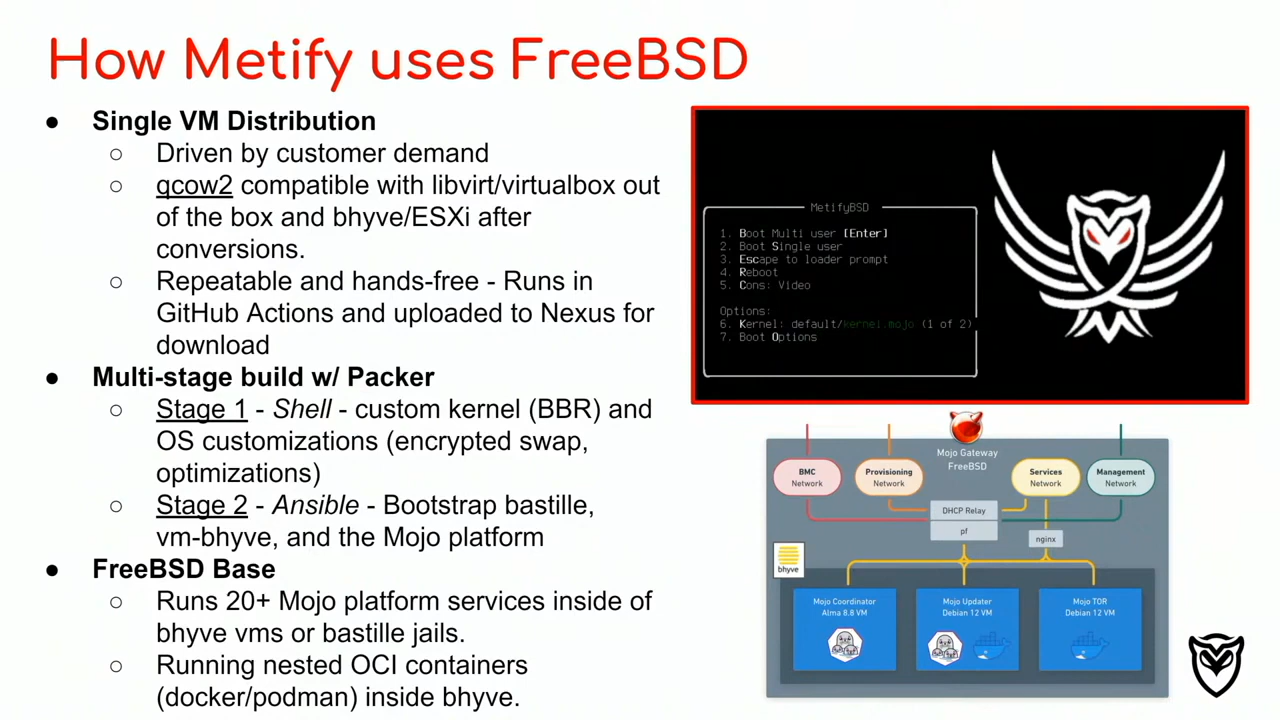 How Metify uses FreeBSD
● Single VM Distribution
○ Driven by customer demand
○ qcow2 compatible with libvirt/virtualbox out
of the box and bhyve/ESXi after
conversions.
○ Repeatable and hands-free - Runs in
GitHub Actions and uploaded to Nexus for
download
● Multi-stage build w/ Packer
○ Stage 1 - Shell - custom kernel (BBR) and
OS customizations (encrypted swap,
optimizations)
○ Stage 2 - Ansible - Bootstrap bastille,
vm-bhyve, and the Mojo platform
● FreeBSD Base
○ Runs 20+ Mojo platform services inside of
bhyve vms or bastille jails.
○ Running nested OCI containers
(docker/podman) inside bhyve.
MetifyBSD
1. Boot Multi user [Enter]
2. Boot Single user
3. Escape to loader prompt
4. Reboot
5. Cons: Video
Options:
6. Kernel: default/kernel.mojo (1 of 2)
7. Boot Options
Mojo Gateway
FreeBSD
BMC
Network
Provisioning
Network
Services
Network
Management
Network
DHCP Relay
pf
nginx
bhyve
Mojo Coordinator
Alma 8.8 VM
Mojo Updater
Debian 12 VM
Mojo TOR
Debian 12 VM